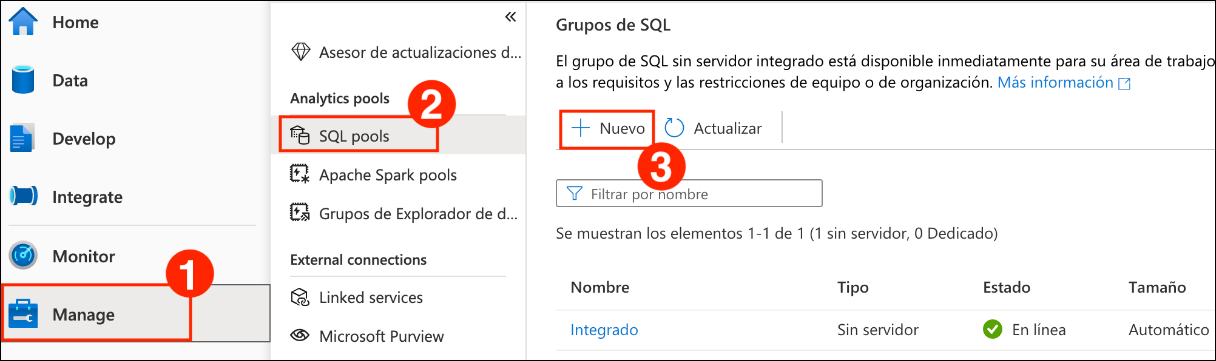 Home
Data
Develop
Integrate
Monitor
1
Manage
«
Asesor de actualizaciones d...
Analytics pools
2
SQL pools
Apache Spark pools
Grupos de Explorador de d...
External connections
Linked services
Microsoft Purview
Grupos de SQL
El grupo de SQL sin servidor integrado está disponible inmediatamente para su área de trabajo
a los requisitos y las restricciones de equipo o de organización. Más información
Nuevo Actualizar
3
Filtrar por nombre
Se muestran los elementos 1-1 de 1 (1 sin servidor, 0 Dedicado)
Nombre Tipo Estado Tamaño
Integrado Sin servidor En línea Automático